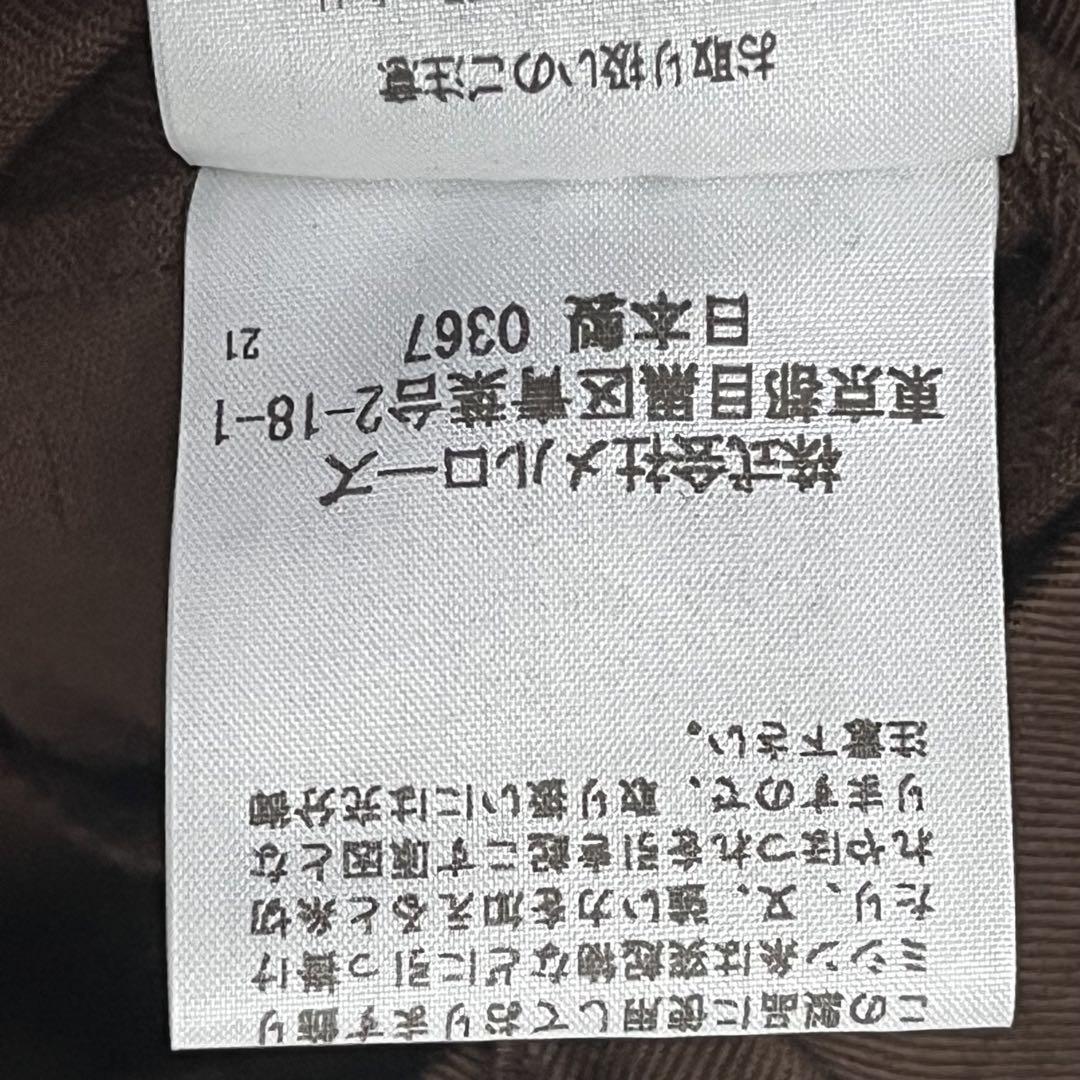 この製品に使用しております飾り
ミシン糸は突起物などに引っ掛け
たり、又、強い力を加えると糸切
れやほつれを引き起こす原因とな
りますので、取り扱いには充分御
注意下さい。
株式会社メルローズ
東京都目黒区青葉台2-18-1
日本製 0367 21
お取り扱いのご注意